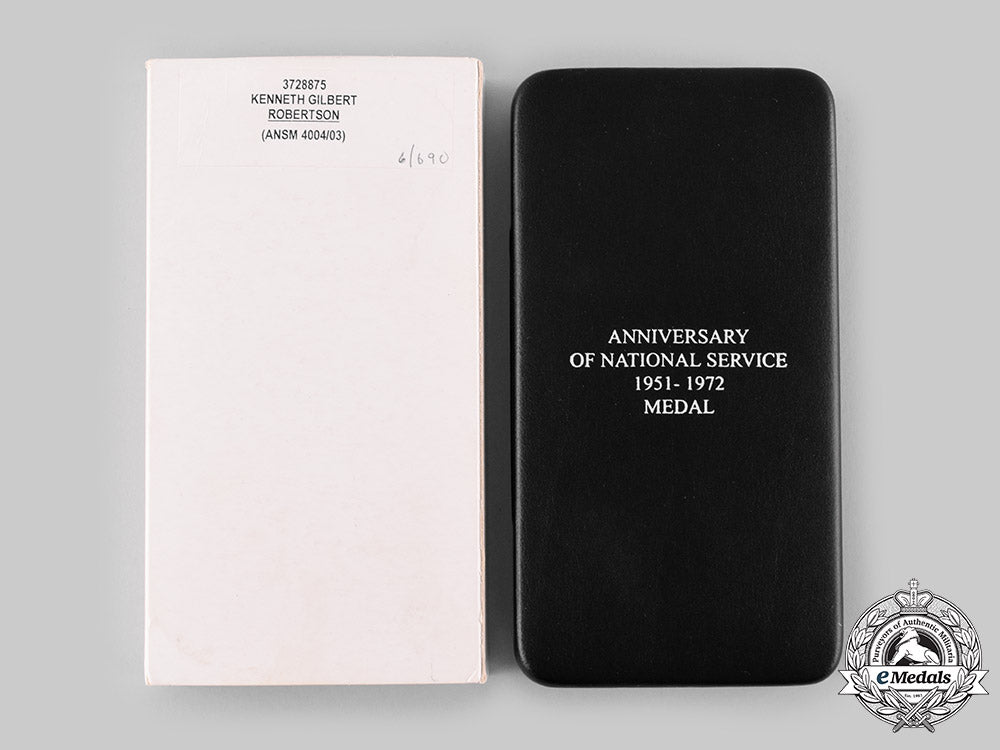 3728875
KENNETH GILBERT
ROBERTSON
(ANSM 4004/03)
6/690
ANNIVERSARY
OF NATIONAL SERVICE
1951- 1972
MEDAL
Purveyors of Authentic Militaria
eMedals